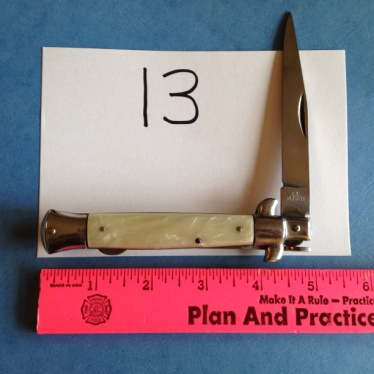 13
MADE IN USA 1 2 3 4 5 6
Make It A Rule – Practice
Plan And Practice